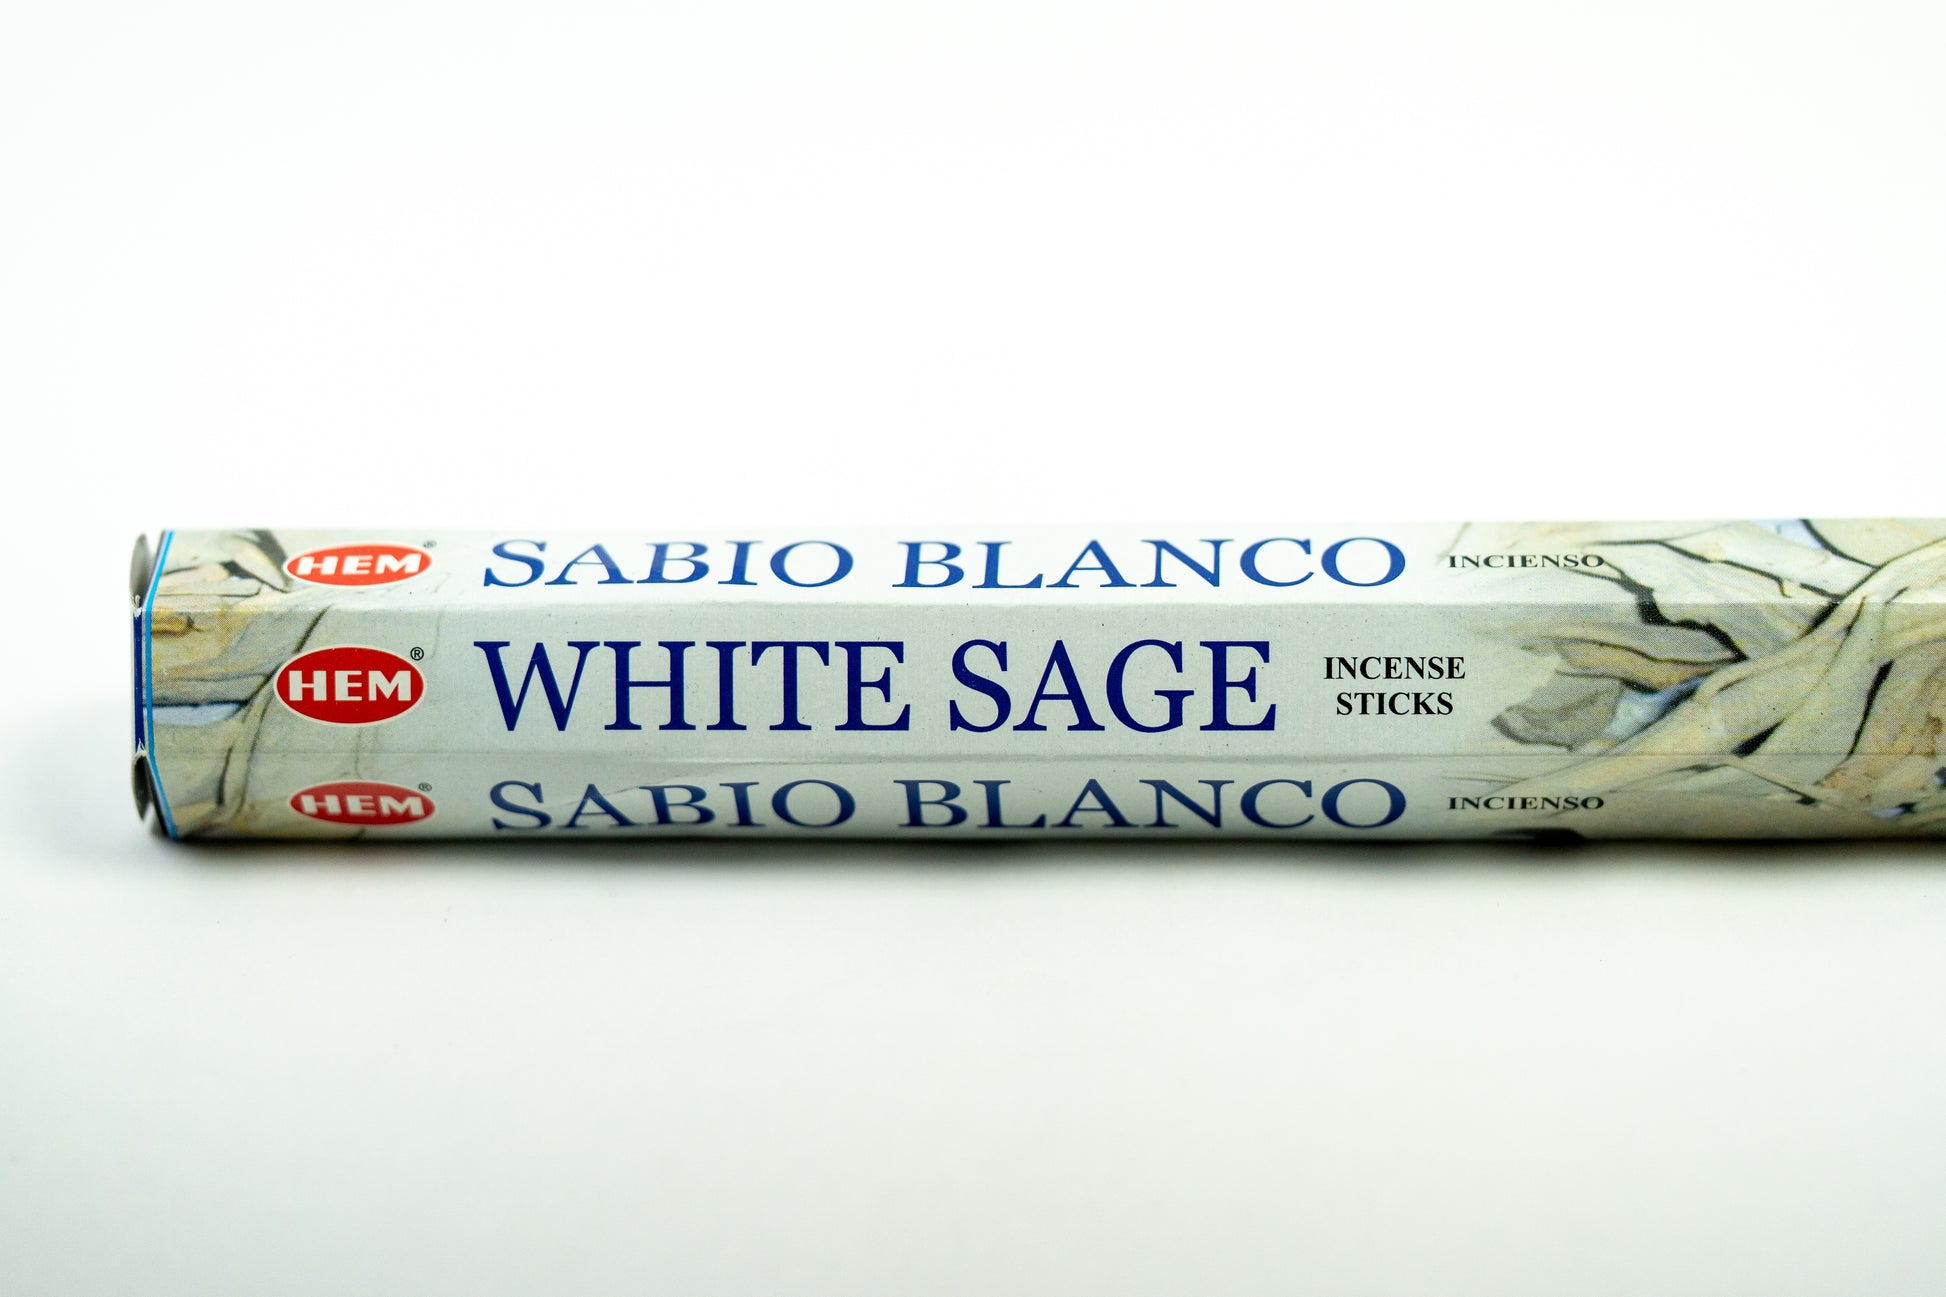 HEM® SABIO BLANCO INCIENSO
HEM® WHITE SAGE INCENSE
STICKS
HEM® SABIO BLANCO INCIENSO